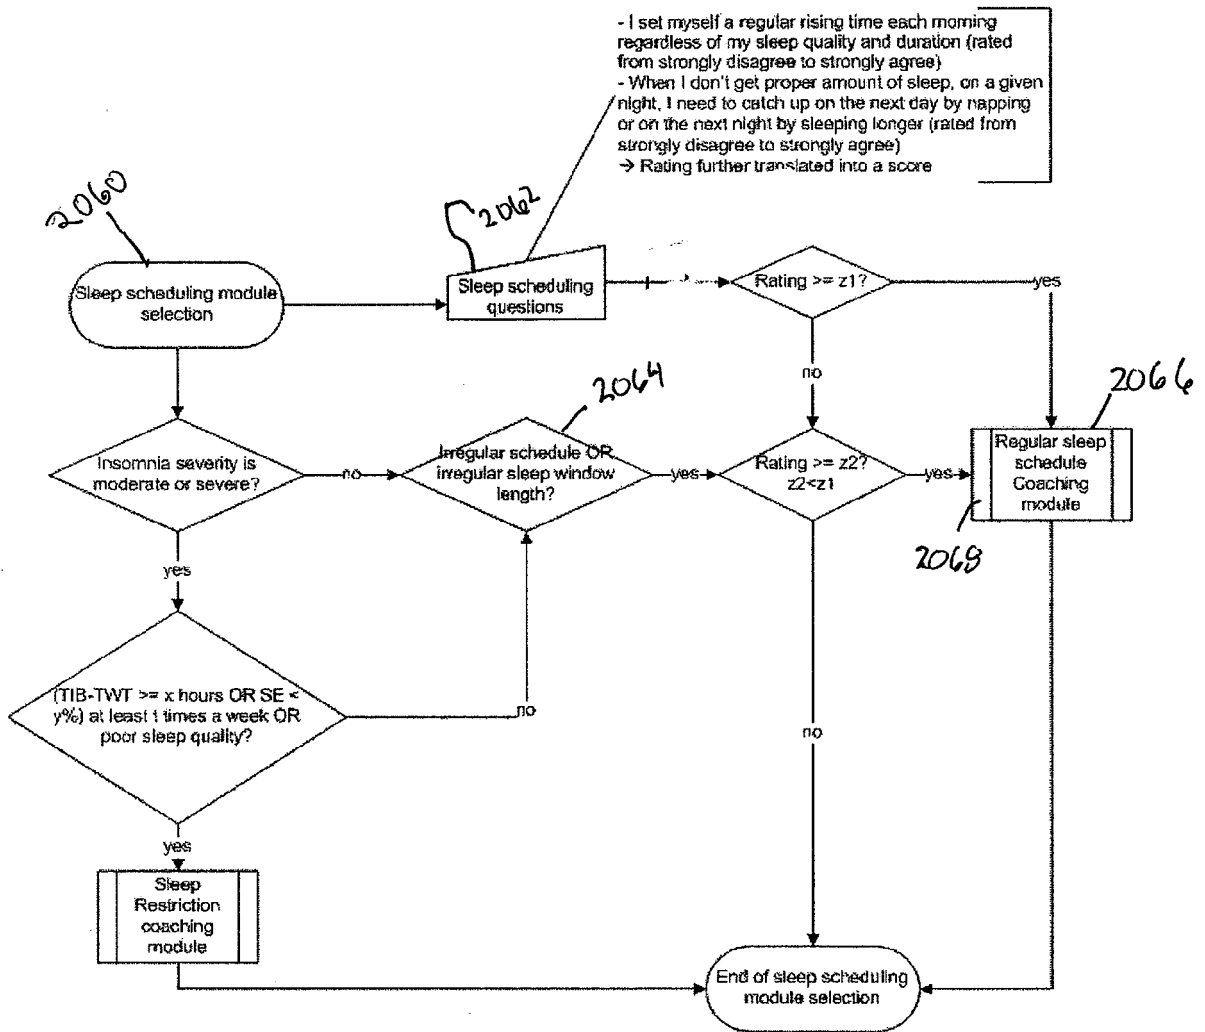 - I set myself a regular rising time each morning
regardless of my sleep quality and duration (rated
from strongly disagree to strongly agree)
- When I don't get proper amount of sleep, on a given
night, I need to catch up on the next day by napping
or on the next night by sleeping longer (rated from
strongly disagree to strongly agree)
→ Rating further translated into a score
2060
2062
Sleep scheduling module
selection
Sleep scheduling
questions
Rating >= z1?
yes
no
2064
2066
Insomnia severity is
moderate or severe?
no
Irregular schedule OR
irregular sleep window
length?
yes
Rating >= z2?
z2<z1
yes
Regular sleep
schedule
Coaching
module
2068
yes
(TIB-TWT >= x hours OR SE <
y%) at least t times a week OR
poor sleep quality?
no
no
yes
Sleep
Restriction
coaching
module
End of sleep scheduling
module selection